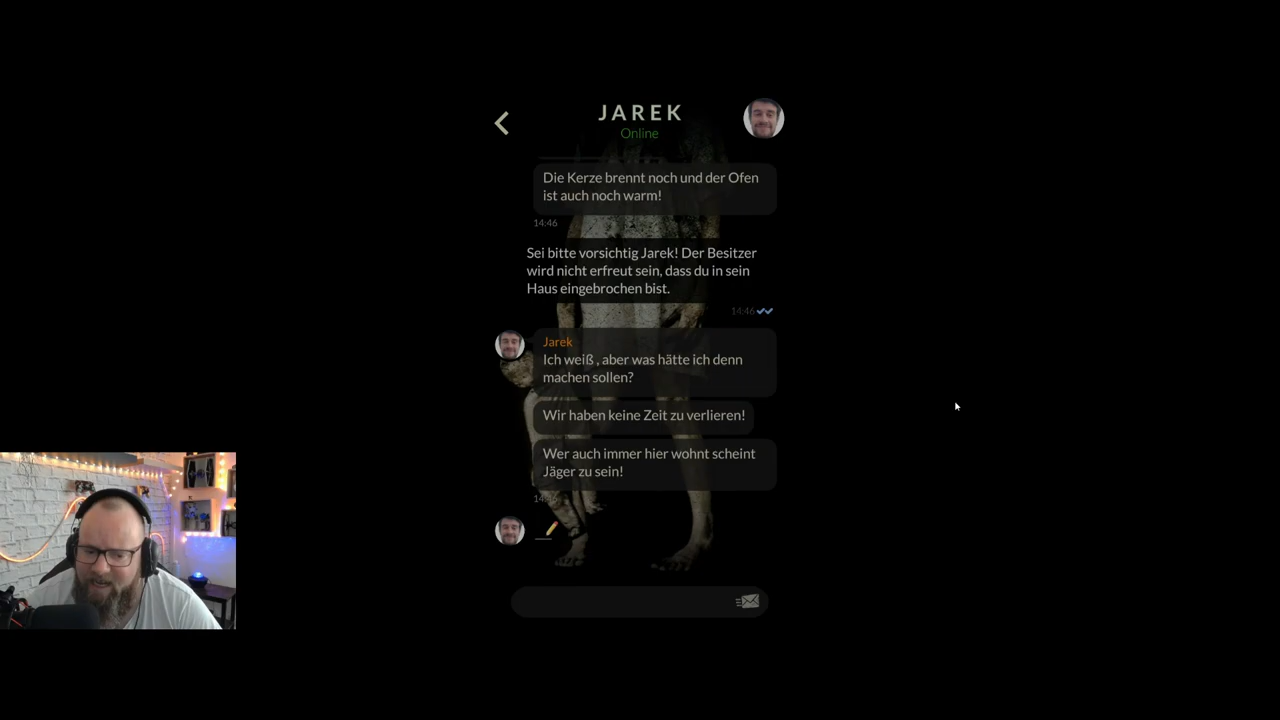 JAREK
Online
Die Kerze brennt noch und der Ofen
ist auch noch warm!
14:46
Sei bitte vorsichtig Jarek! Der Besitzer
wird nicht erfreut sein, dass du in sein
Haus eingebrochen bist.
14:46
Jarek
Ich weiß , aber was hätte ich denn
machen sollen?
Wir haben keine Zeit zu verlieren!
Wer auch immer hier wohnt scheint
Jäger zu sein!